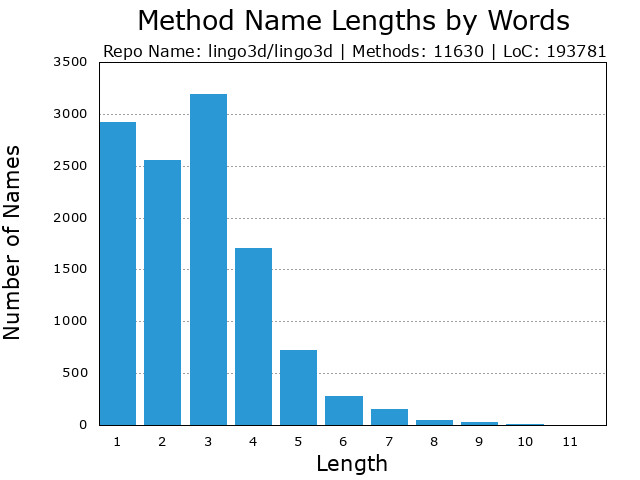 Method Name Lengths by Words
Repo Name: lingo3d/lingo3d | Methods: 11630 | LoC: 193781
Number of Names
3500
3000
2500
2000
1500
1000
500
0
1 2 3 4 5 6 7 8 9 10 11
Length